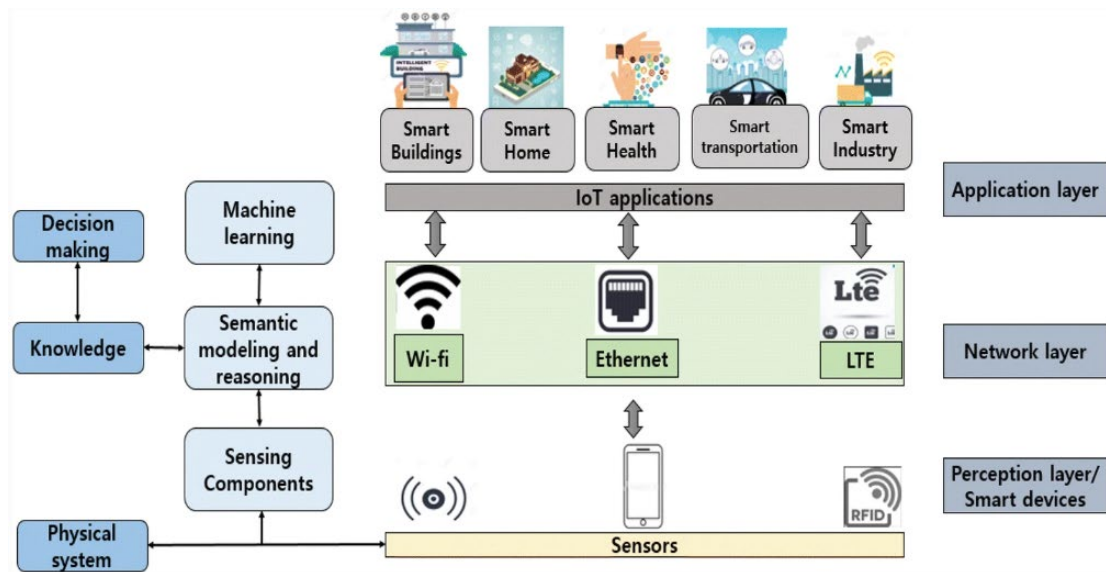 INTELLIGENT
BUILDING
Smart
Buildings
Smart
Home
Smart
Health
Smart
transportation
Smart
Industry
IoT applications
Application layer
Decision
making
Machine
learning
Lte
Knowledge
Semantic
modeling and
reasoning
Wi-fi
Ethernet
LTE
Network layer
Sensing
Components
RFID
Perception layer/
Smart devices
Physical
system
Sensors